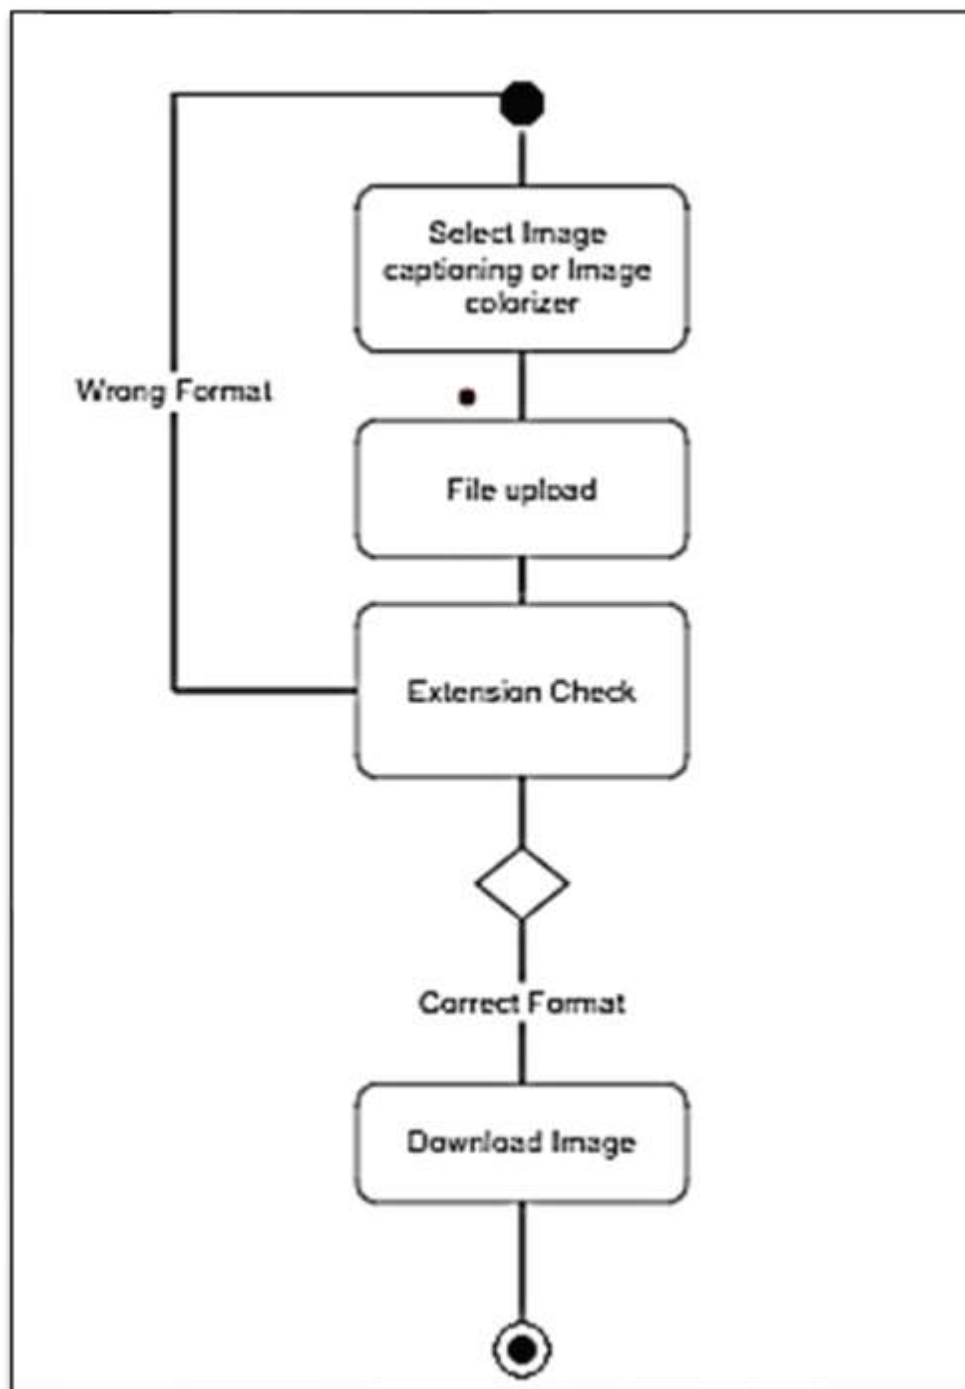 Select Image
captioning or Image
colorizer
Wrong Format
File upload
Extension Check
Correct Format
Download Image